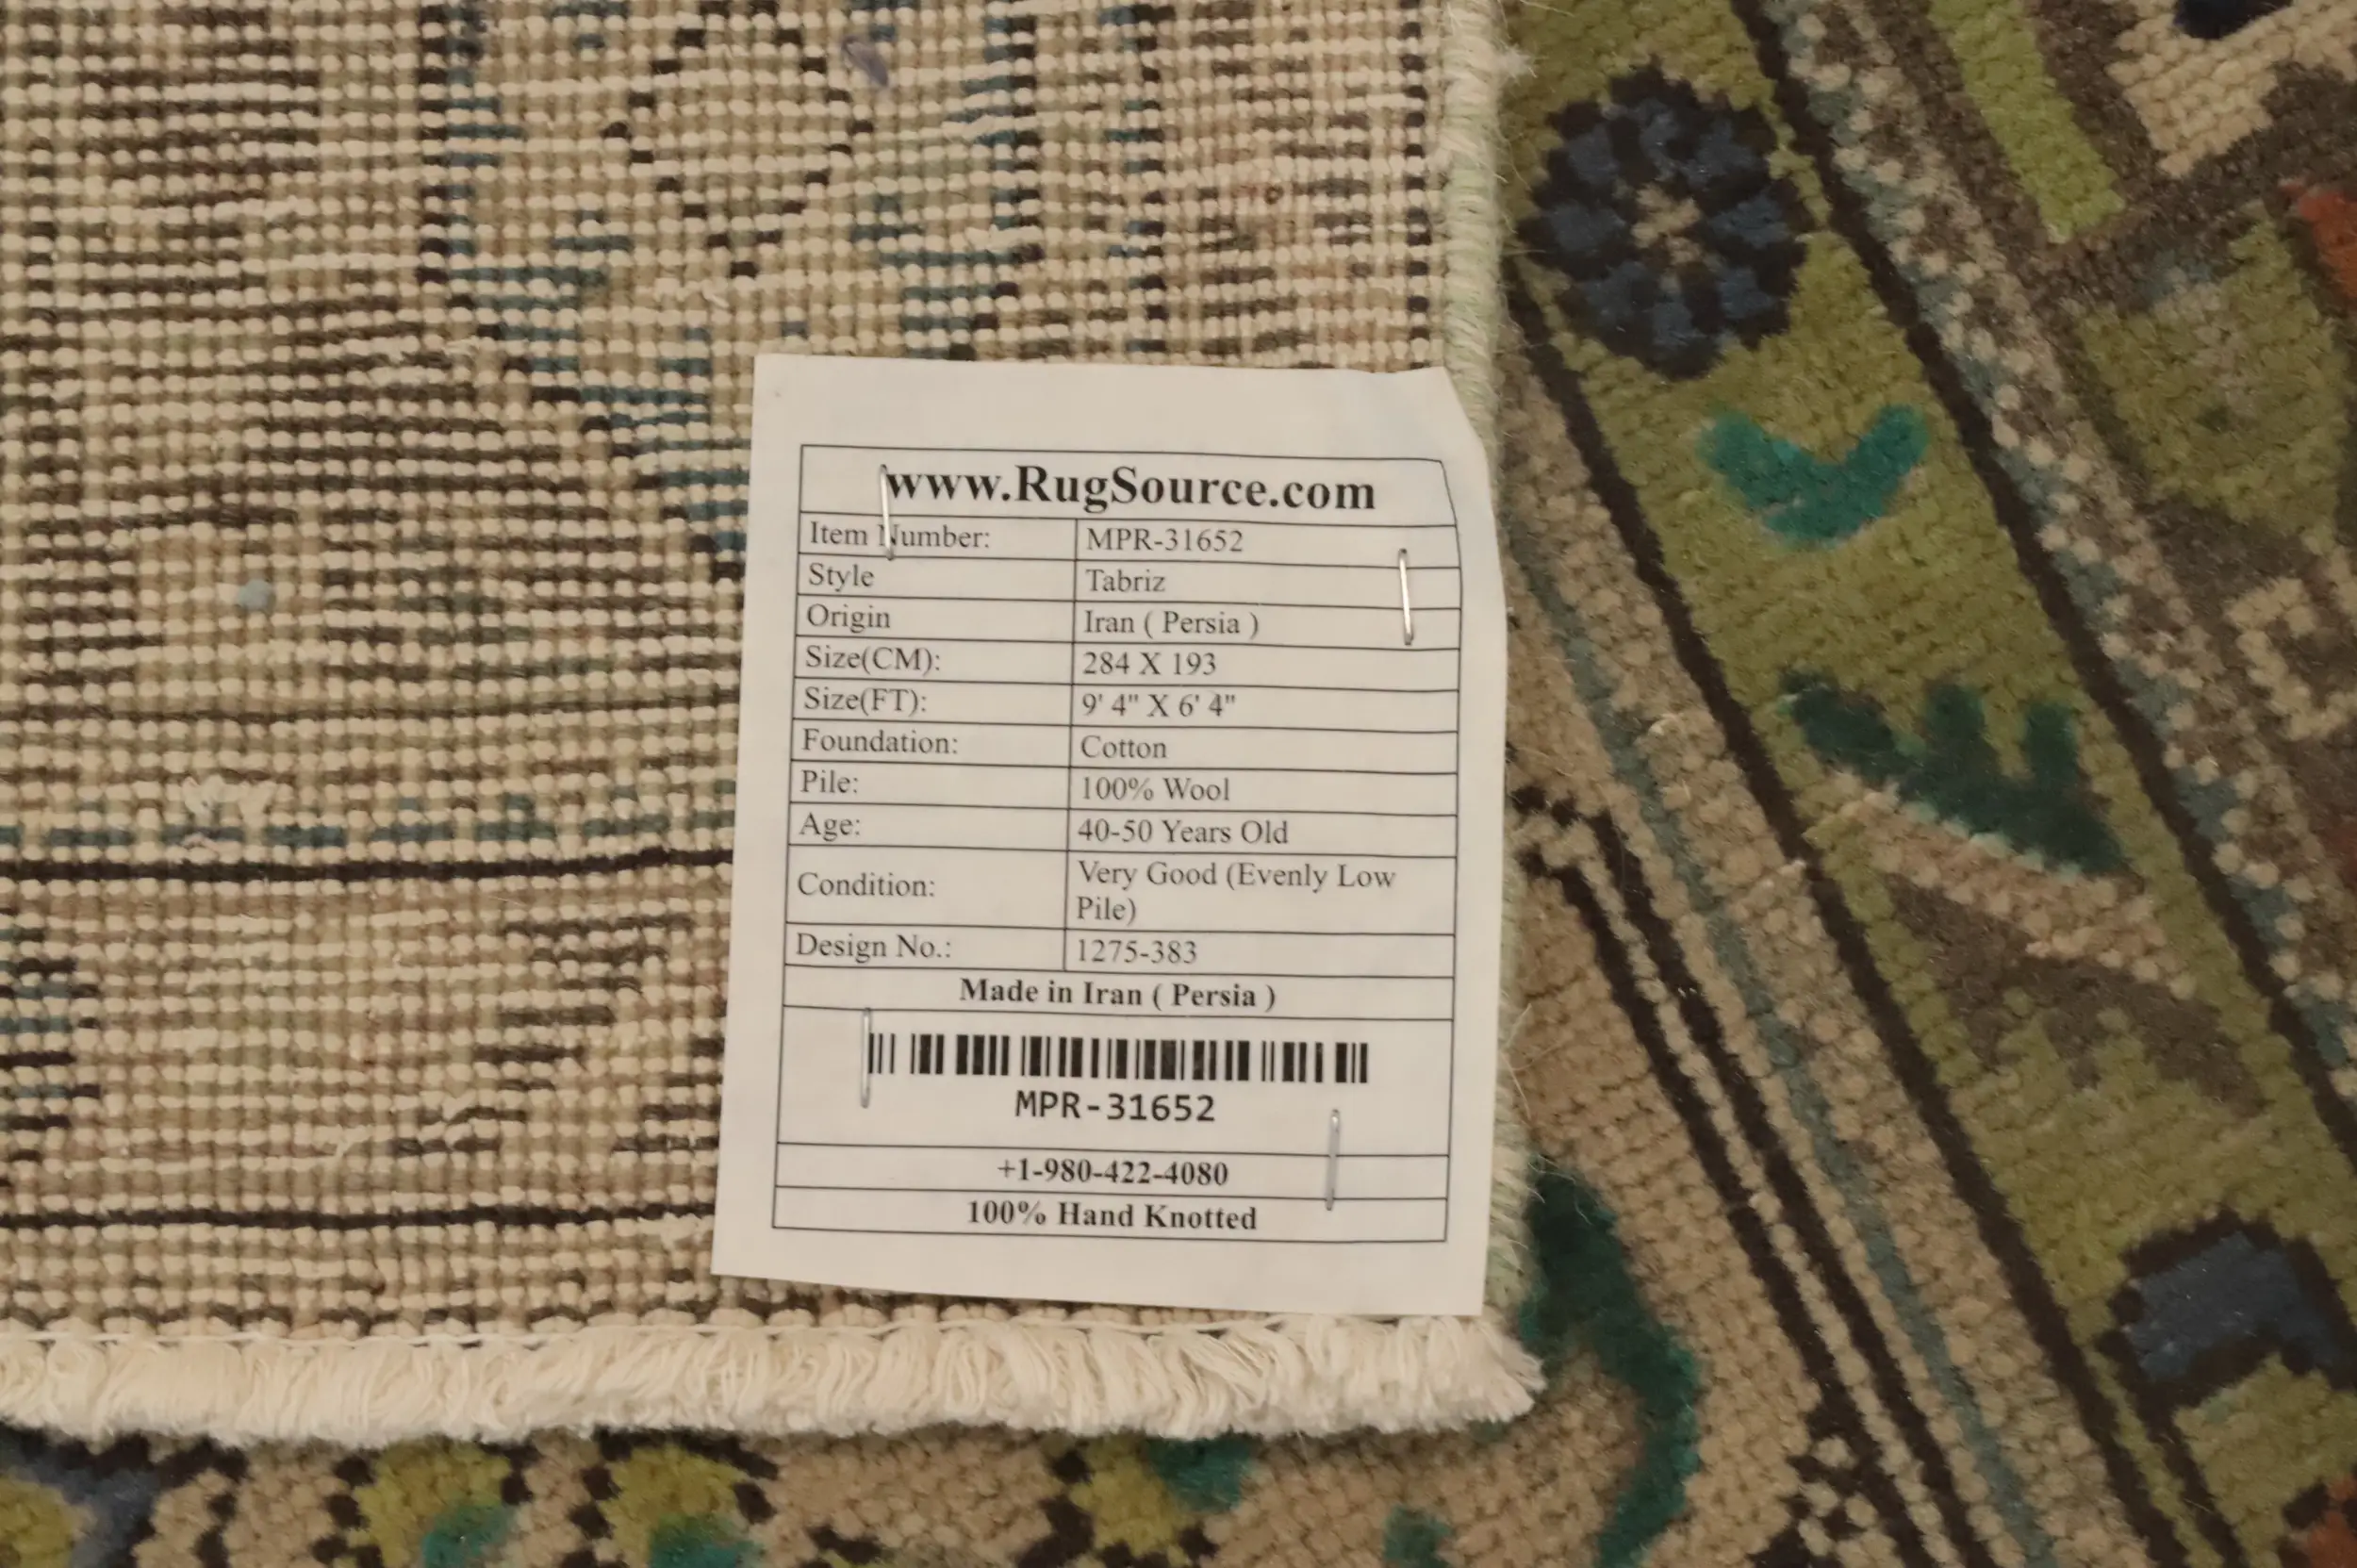 www.RugSource.com
Item Number: MPR-31652
Style Tabriz
Origin Iran ( Persia )
Size(CM): 284 X 193
Size(FT): 9' 4" X 6' 4"
Foundation: Cotton
Pile: 100% Wool
Age: 40-50 Years Old
Condition: Very Good (Evenly Low
Pile)
Design No.: 1275-383
Made in Iran ( Persia )
MPR-31652
+1-980-422-4080
100% Hand Knotted